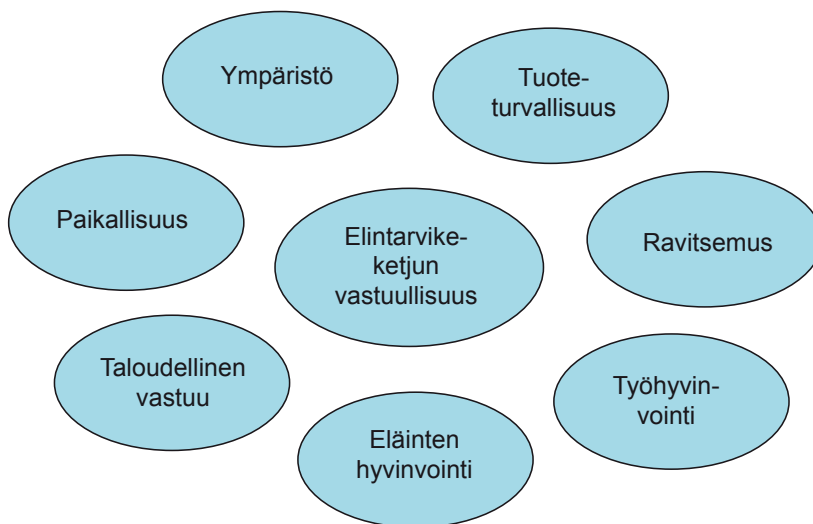 Ympäristö
Tuote-
turvallisuus
Paikallisuus
Elintarvike-
ketjun
vastuullisuus
Ravitsemus
Taloudellinen
vastuu
Työhyvin-
vointi
Eläinten
hyvinvointi